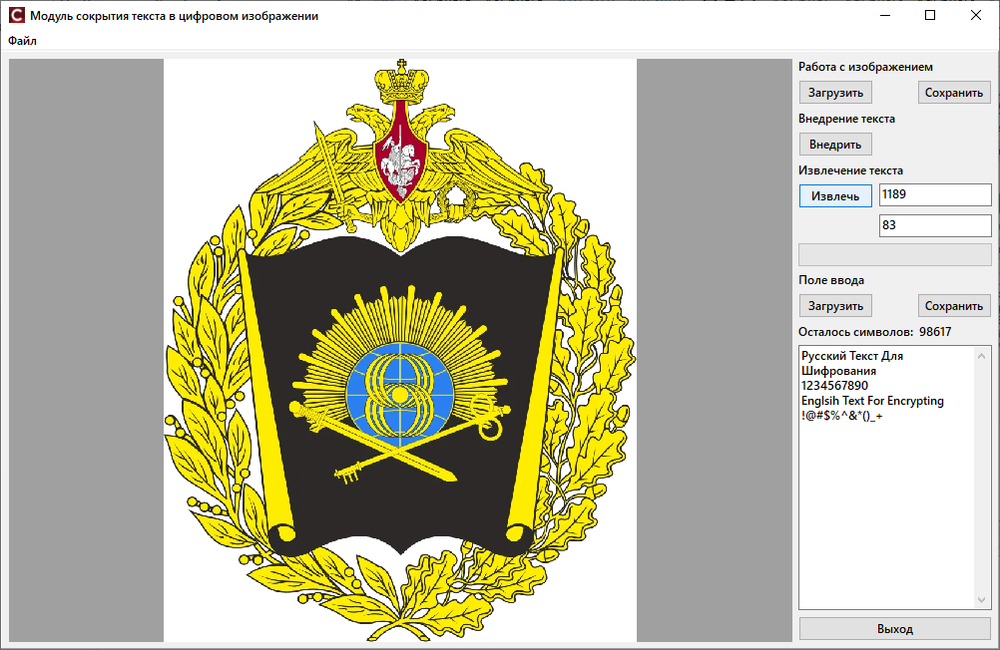 Модуль сокрытия текста в цифровом изображении
Файл
Работа с изображением
Загрузить
Сохранить
Внедрение текста
Внедрить
Извлечение текста
Извлечь
1189
83
Поле ввода
Загрузить
Сохранить
Осталось символов: 98617
Русский Текст Для
Шифрования
1234567890
Englsih Text For Encrypting
!@#$%^&*()_+
Выход